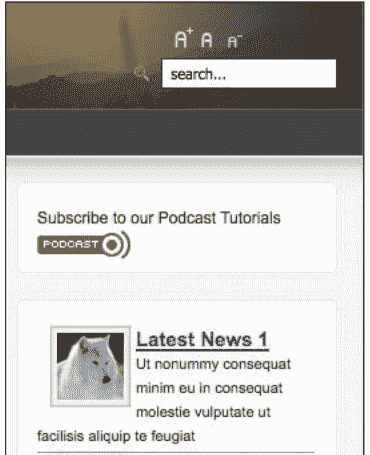 A+ A A-
search...
Subscribe to our Podcast Tutorials
PODCAST
Latest News 1
Ut nonummy consequat
minim eu in consequat
molestie vulputate ut
facilisis aliquip te feugiat